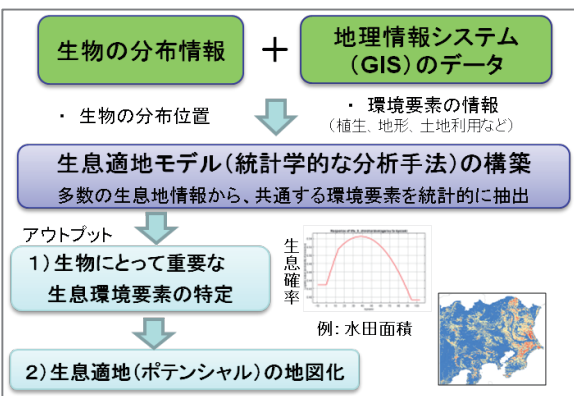 生物の分布情報
＋
地理情報システム
（GIS）のデータ
・ 生物の分布位置
・ 環境要素の情報
（植生、地形、土地利用など）
生息適地モデル（統計学的な分析手法）の構築
多数の生息地情報から、共通する環境要素を統計的に抽出
アウトプット
1）生物にとって重要な
生息環境要素の特定
生息確率
例：水田面積
2）生息適地（ポテンシャル）の地図化